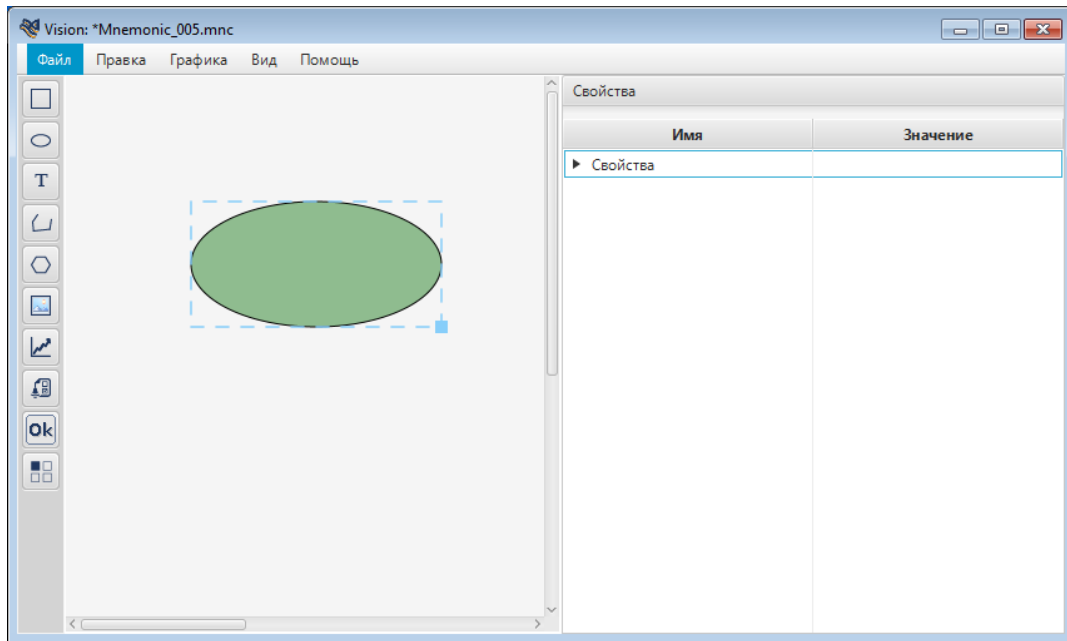 Vision: *Mnemonic_005.mnc
Файл Правка Графика Вид Помощь
Свойства
Имя Значение
Свойства
T
Ok